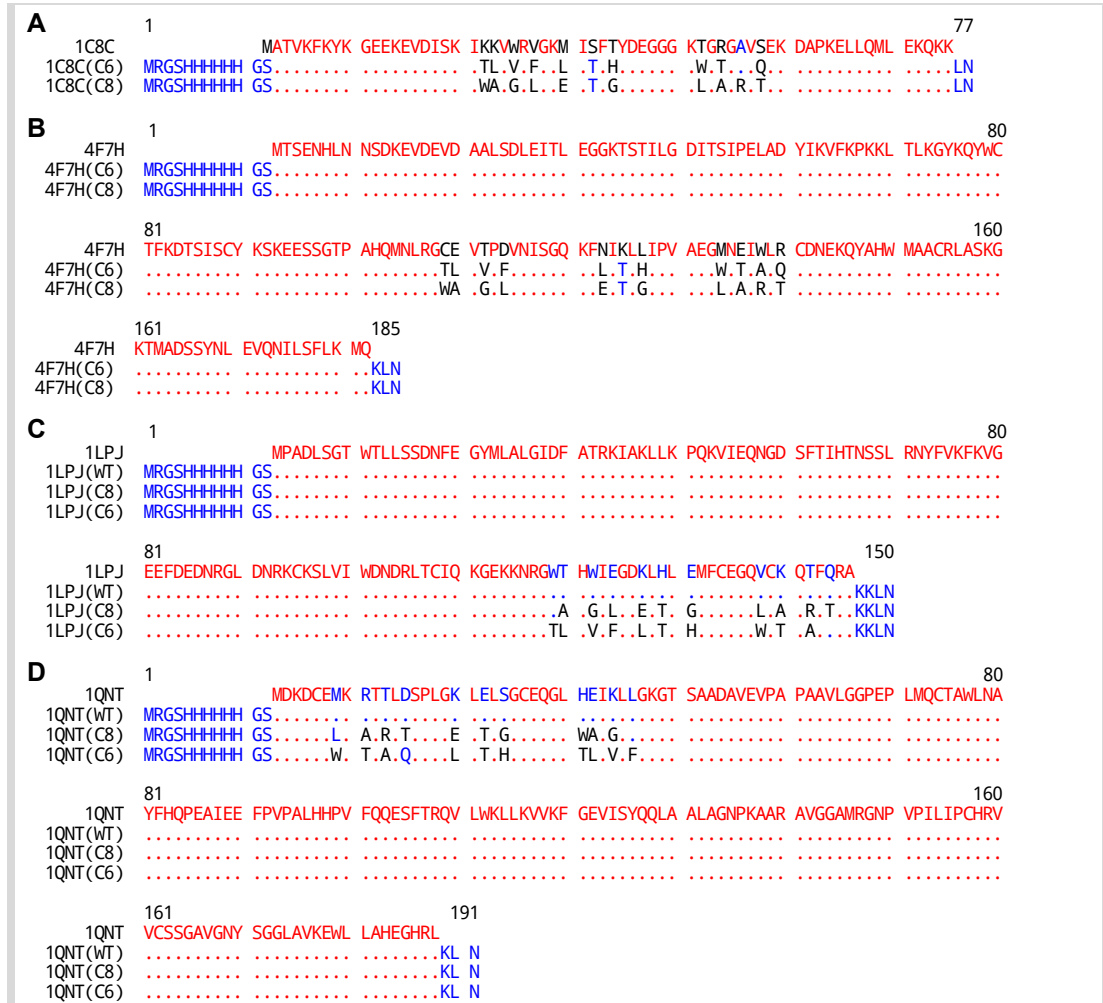 A
1 77
1C8C MATVKFKYK GEEKEVDISK IKKVWRVGKM ISFTYDEGGG KTGRGAVSEK DAPKELLQML EKQKK
1C8C(C6) MRGSHHHHHH GS........ .......... .TL.V.F..L .T.H...... .W.T...Q.. .......... .....LN
1C8C(C8) MRGSHHHHHH GS........ .......... .WA.G.L..E .T.G...... .L.A.R.T.. .......... .....LN
B
1 80
4F7H MTSENHLN NSDKEVDEVD AALSDLEITL EGGKTSTILG DITSIPELAD YIKVFKPKKL TLKGYKQYWC
4F7H(C6) MRGSHHHHHH GS........ .......... .......... .......... .......... .......... ..........
4F7H(C8) MRGSHHHHHH GS........ .......... .......... .......... .......... .......... ..........
81 160
4F7H TFKDTSISCY KSKEESSGTP AHQMNLRGCE VTPDVNISGQ KFNIKLLIPV AEGMNEIWLR CDNEKQYAHW MAACRLASKG
4F7H(C6) .......... .......... ........TL .V.F...... ..L.T.H... ...W.T.A.Q .......... ..........
4F7H(C8) .......... .......... ........WA .G.L...... ..E.T.G... ...L.A.R.T .......... ..........
161 185
4F7H KTMADSSYNL EVQNILSFLK MQ
4F7H(C6) .......... .......... ..KLN
4F7H(C8) .......... .......... ..KLN
C
1 80
1LPJ MPADLSGT WTLLSSDNFE GYMLALGIDF ATRKIAKLLK PQKVIEQNGD SFTIHTNSSL RNYFVKFKVG
1LPJ(WT) MRGSHHHHHH GS........ .......... .......... .......... .......... .......... ..........
1LPJ(C8) MRGSHHHHHH GS........ .......... .......... .......... .......... .......... ..........
1LPJ(C6) MRGSHHHHHH GS........ .......... .......... .......... .......... .......... ..........
81 150
1LPJ EEFDEDNRGL DNRKCKSLVI WDNDRLTCIQ KGEKKNRGWT HWIEGDKLHL EMFCEGQVCK QTFQRA
1LPJ(WT) .......... .......... .......... .......... .......... .......... ......KKLN
1LPJ(C8) .......... .......... .......... .........A .G.L..E.T. G......L.A .R.T..KKLN
1LPJ(C6) .......... .......... .......... ........TL .V.F..L.T. H......W.T .A....KKLN
D
1 80
1QNT MDKDCEMK RTTLDSPLGK LELSGCEQGL HEIKLLGKGT SAADAVEVPA PAAVLGGPEP LMQCTAWLNA
1QNT(WT) MRGSHHHHHH GS........ .......... .......... .......... .......... .......... ..........
1QNT(C8) MRGSHHHHHH GS......L. A.R.T....E .T.G...... WA.G...... .......... .......... ..........
1QNT(C6) MRGSHHHHHH GS......W. T.A.Q....L .T.H...... TL.V.F.... .......... .......... ..........
81 160
1QNT YFHQPEAIEE FPVPALHHPV FQQESFTRQV LWKLLKVVKF GEVISYQQLA ALAGNPKAAR AVGGAMRGNP VPILIPCHRV
1QNT(WT) .......... .......... .......... .......... .......... .......... .......... ..........
1QNT(C8) .......... .......... .......... .......... .......... .......... .......... ..........
1QNT(C6) .......... .......... .......... .......... .......... .......... .......... ..........
161 191
1QNT VCSSGAVGNY SGGLAVKEWL LAHEGHRL
1QNT(WT) .......... .......... ........KL N
1QNT(C8) .......... .......... ........KL N
1QNT(C6) .......... .......... ........KL N